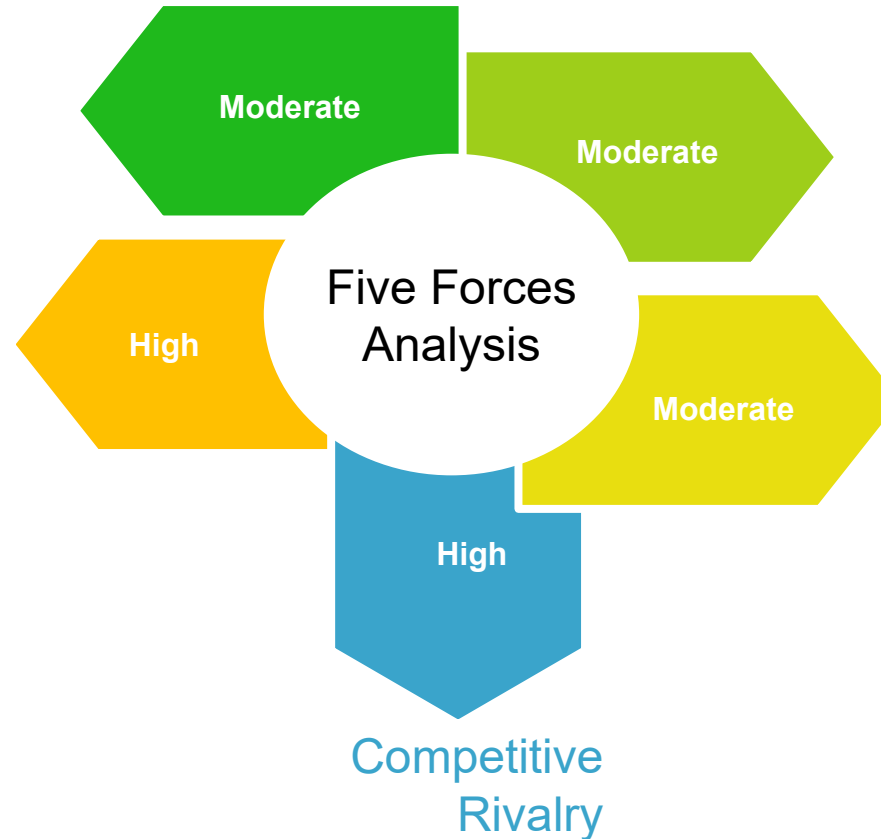 Moderate
Moderate
Five Forces
Analysis
High
Moderate
High
Competitive
Rivalry